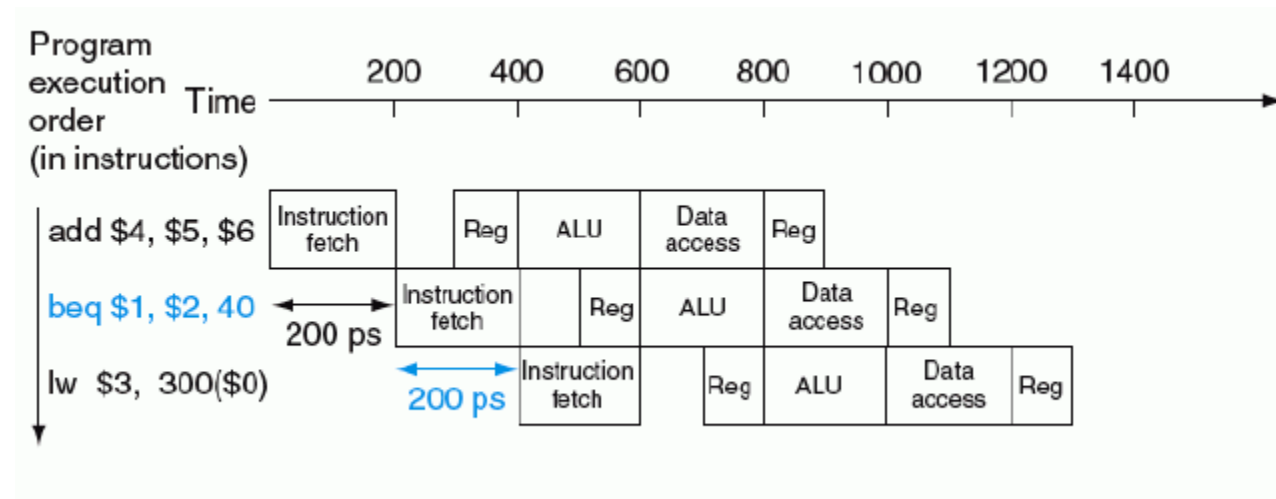 Program
execution
order
(in instructions)
Time
200 400 600 800 1000 1200 1400
add $4, $5, $6
Instruction
fetch
Reg
ALU
Data
access
Reg
beq $1, $2, 40
200 ps
Instruction
fetch
Reg
ALU
Data
access
Reg
lw $3, 300($0)
200 ps
Instruction
fetch
Reg
ALU
Data
access
Reg